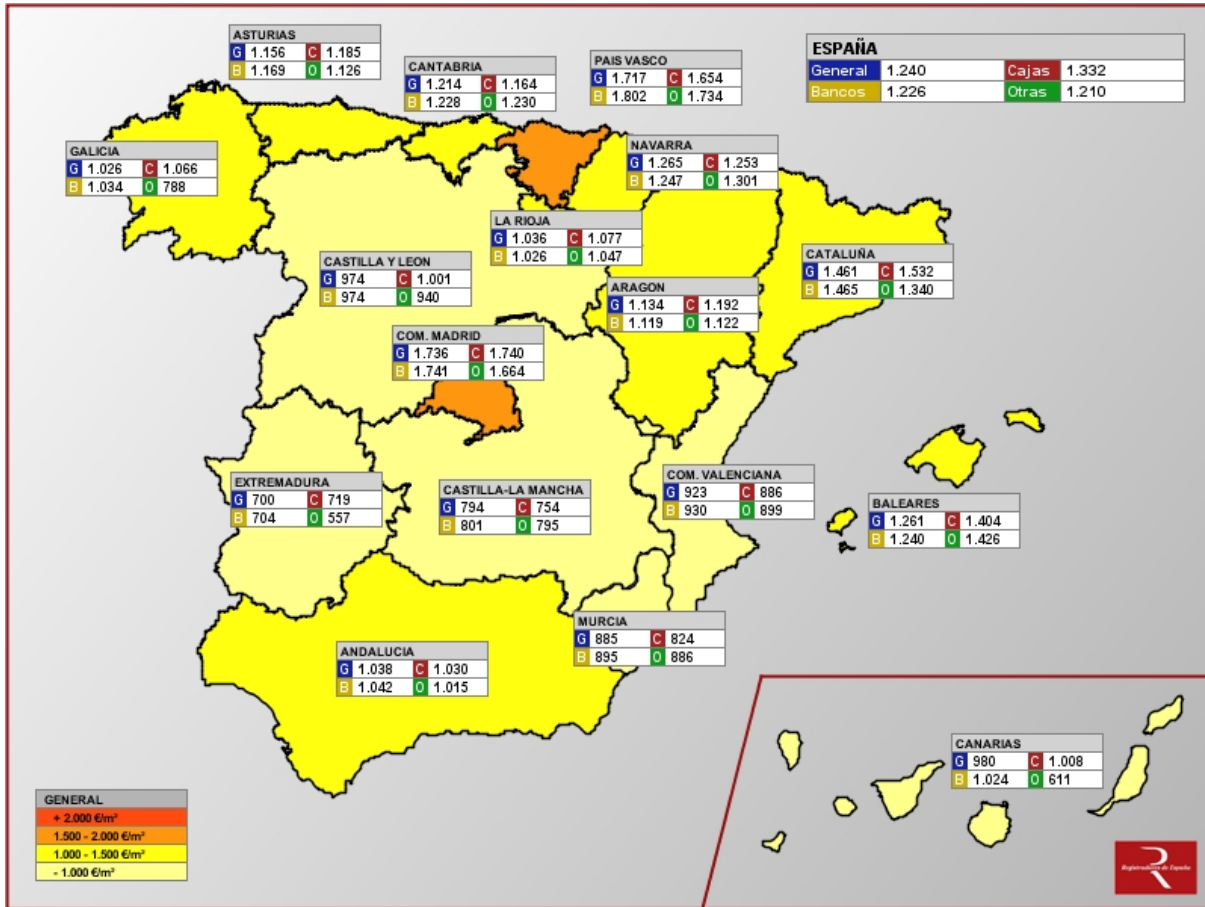 ASTURIAS
G 1.156 C 1.185
B 1.169 O 1.126
CANTABRIA
G 1.214 C 1.164
B 1.228 O 1.230
PAIS VASCO
G 1.717 C 1.654
B 1.802 O 1.734
ESPAÑA
General 1.240 Cajas 1.332
Bancos 1.226 Otras 1.210
GALICIA
G 1.026 C 1.066
B 1.034 O 788
NAVARRA
G 1.265 C 1.253
B 1.247 O 1.301
LA RIOJA
G 1.036 C 1.077
B 1.026 O 1.047
CASTILLA Y LEON
G 974 C 1.001
B 974 O 940
CATALUÑA
G 1.461 C 1.532
B 1.465 O 1.340
ARAGON
G 1.134 C 1.192
B 1.119 O 1.122
COM. MADRID
G 1.736 C 1.740
B 1.741 O 1.664
EXTREMADURA
G 700 C 719
B 704 O 557
CASTILLA-LA MANCHA
G 794 C 754
B 801 O 795
COM. VALENCIANA
G 923 C 886
B 930 O 899
BALEARES
G 1.261 C 1.404
B 1.240 O 1.426
MURCIA
G 885 C 824
B 895 O 886
ANDALUCIA
G 1.038 C 1.030
B 1.042 O 1.015
CANARIAS
G 980 C 1.008
B 1.024 O 611
GENERAL
+ 2.000 €/m²
1.500 - 2.000 €/m²
1.000 - 1.500 €/m²
- 1.000 €/m²
R
Registradores de España